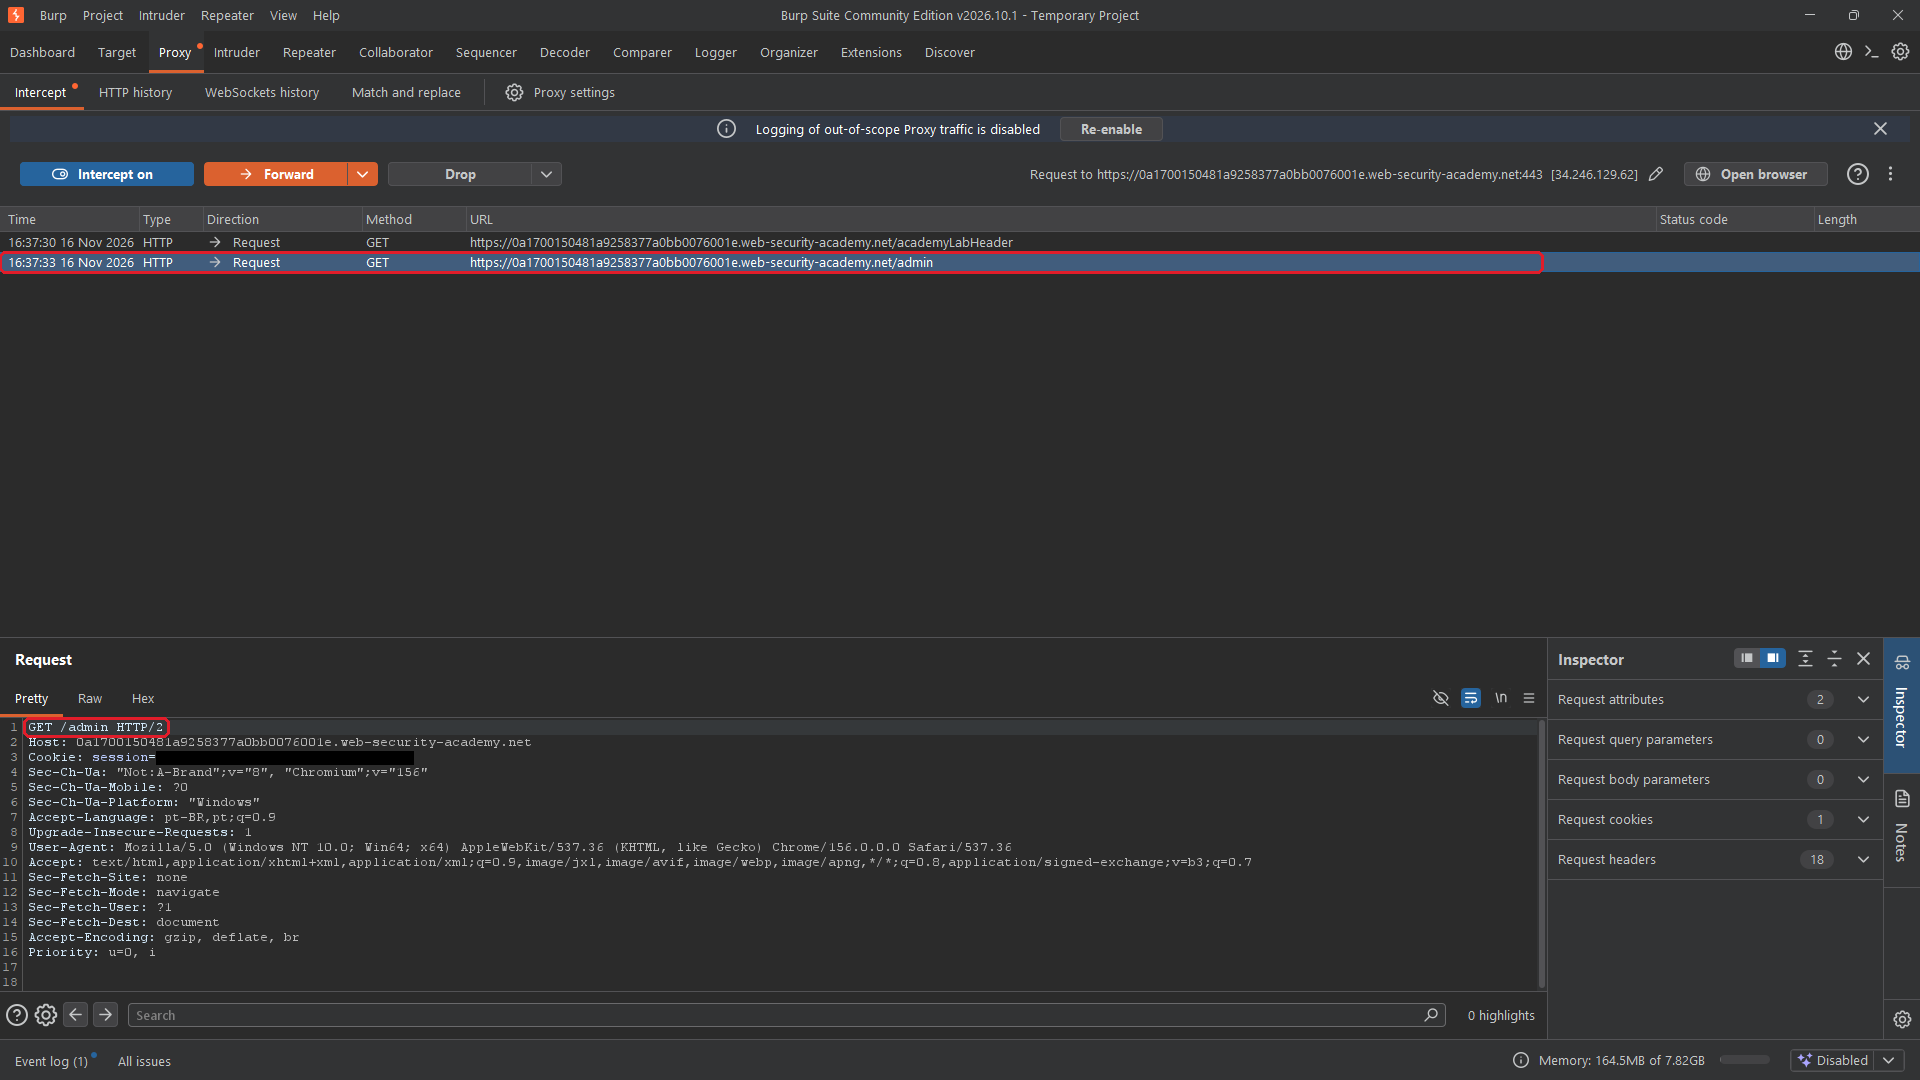 Burp Project Intruder Repeater View Help
Burp Suite Community Edition v2026.10.1 - Temporary Project
Dashboard Target Proxy Intruder Repeater Collaborator Sequencer Decoder Comparer Logger Organizer Extensions Discover
Intercept HTTP history WebSockets history Match and replace Proxy settings
Logging of out-of-scope Proxy traffic is disabled Re-enable
Intercept on Forward Drop Request to https://0a1700150481a9258377a0bb0076001e.web-security-academy.net:443 [34.246.129.62] Open browser
Time Type Direction Method URL Status code Length
16:37:30 16 Nov 2026 HTTP Request GET https://0a1700150481a9258377a0bb0076001e.web-security-academy.net/academyLabHeader
16:37:33 16 Nov 2026 HTTP Request GET https://0a1700150481a9258377a0bb0076001e.web-security-academy.net/admin
Request
Pretty Raw Hex
\n
1 GET /admin HTTP/2
2 Host: 0a1700150481a9258377a0bb0076001e.web-security-academy.net
3 Cookie: session=
4 Sec-Ch-Ua: "Not:A-Brand";v="8", "Chromium";v="156"
5 Sec-Ch-Ua-Mobile: ?0
6 Sec-Ch-Ua-Platform: "Windows"
7 Accept-Language: pt-BR,pt;q=0.9
8 Upgrade-Insecure-Requests: 1
9 User-Agent: Mozilla/5.0 (Windows NT 10.0; Win64; x64) AppleWebKit/537.36 (KHTML, like Gecko) Chrome/156.0.0.0 Safari/537.36
10 Accept: text/html,application/xhtml+xml,application/xml;q=0.9,image/jxl,image/avif,image/webp,image/apng,*/*;q=0.8,application/signed-exchange;v=b3;q=0.7
11 Sec-Fetch-Site: none
12 Sec-Fetch-Mode: navigate
13 Sec-Fetch-User: ?1
14 Sec-Fetch-Dest: document
15 Accept-Encoding: gzip, deflate, br
16 Priority: u=0, i
17
18
Search
0 highlights
Inspector
Request attributes 2
Request query parameters 0
Request body parameters 0
Request cookies 1
Request headers 18
Inspector
Notes
Event log (1) All issues
Memory: 164.5MB of 7.82GB
Disabled